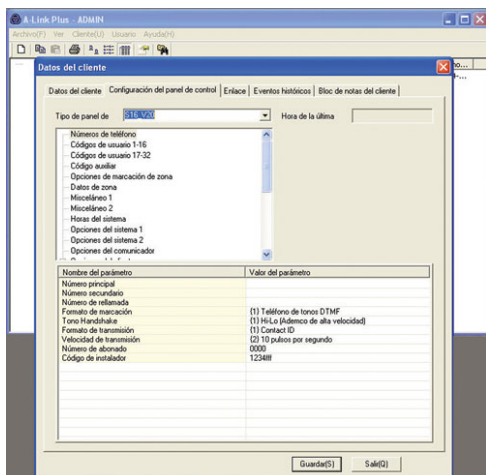 A-Link Plus - ADMIN
Archivo(F) Ver Cliente(U) Usuario Ayuda(H)
Datos del cliente
Datos del cliente Configuración del panel de control Enlace Eventos históricos Bloc de notas del cliente
Tipo de panel de 616_V20 Hora de la última
Números de teléfono
Códigos de usuario 1-16
Códigos de usuario 17-32
Código auxiliar
Opciones de marcación de zona
Datos de zona
Misceláneo 1
Misceláneo 2
Horas del sistema
Opciones del sistema 1
Opciones del sistema 2
Opciones del comunicador
Nombre del parámetro Valor del parámetro
Número principal
Número secundario
Número de rellamada
Formato de marcación (1) Teléfono de tonos DTMF
Tono Handshake (1) Hi-Lo (Ademco de alta velocidad)
Formato de transmisión (1) Contact ID
Velocidad de transmisión (2) 10 pulsos por segundo
Número de abonado 0000
Código de instalador 1234fff
Guardar(S) Salir(Q)